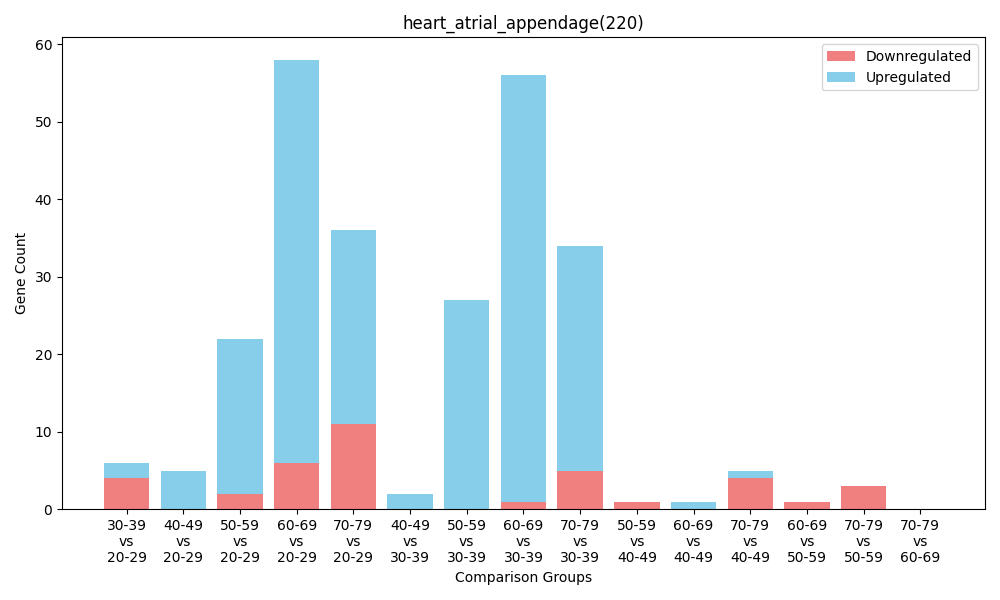 heart_atrial_appendage(220)
Downregulated
Upregulated
Gene Count
60
50
40
30
20
10
0
30-39
vs
20-29
40-49
vs
20-29
50-59
vs
20-29
60-69
vs
20-29
70-79
vs
20-29
40-49
vs
30-39
50-59
vs
30-39
60-69
vs
30-39
70-79
vs
30-39
50-59
vs
40-49
60-69
vs
40-49
70-79
vs
40-49
60-69
vs
50-59
70-79
vs
50-59
70-79
vs
60-69
Comparison Groups